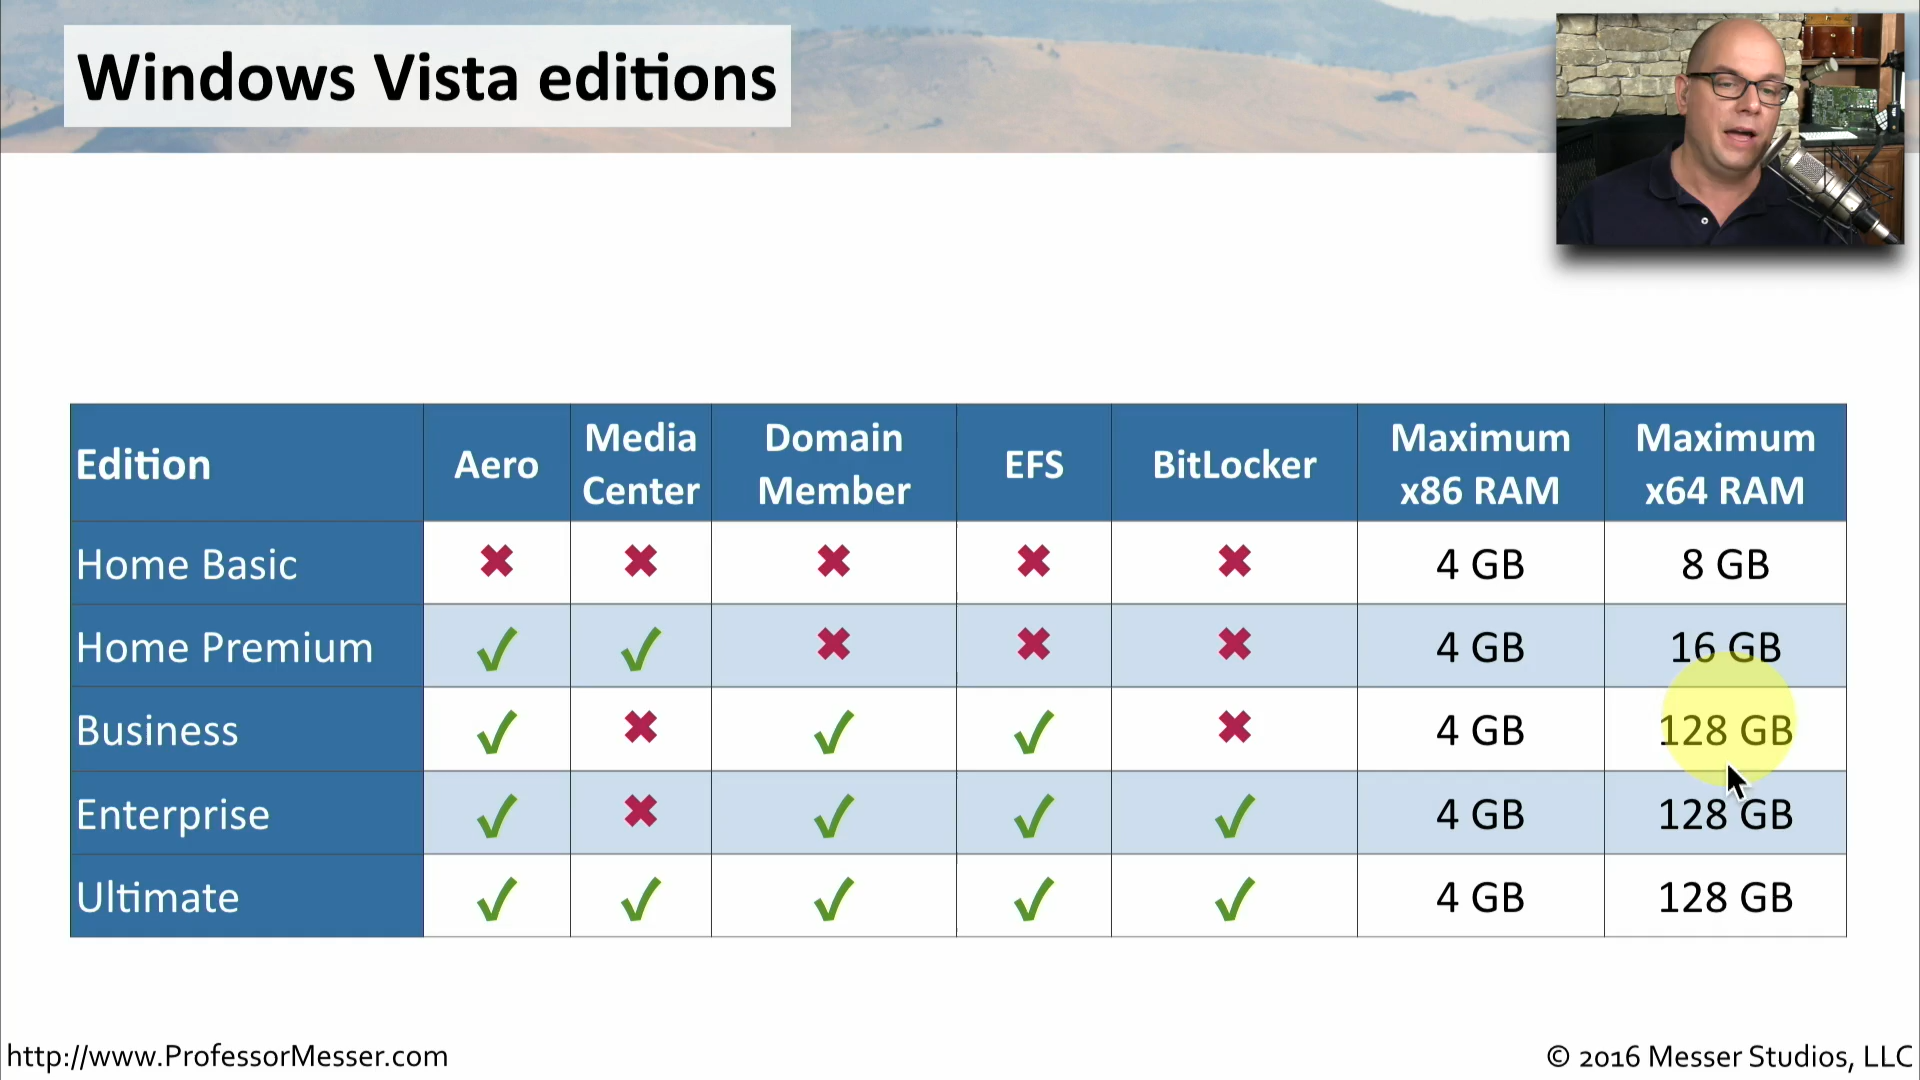 Windows Vista editions
Edition Aero Media Center Domain Member EFS BitLocker Maximum x86 RAM Maximum x64 RAM
Home Basic ✖ ✖ ✖ ✖ ✖ 4 GB 8 GB
Home Premium ✓ ✓ ✖ ✖ ✖ 4 GB 16 GB
Business ✓ ✖ ✓ ✓ ✖ 4 GB 128 GB
Enterprise ✓ ✖ ✓ ✓ ✓ 4 GB 128 GB
Ultimate ✓ ✓ ✓ ✓ ✓ 4 GB 128 GB
http://www.ProfessorMesser.com
© 2016 Messer Studios, LLC